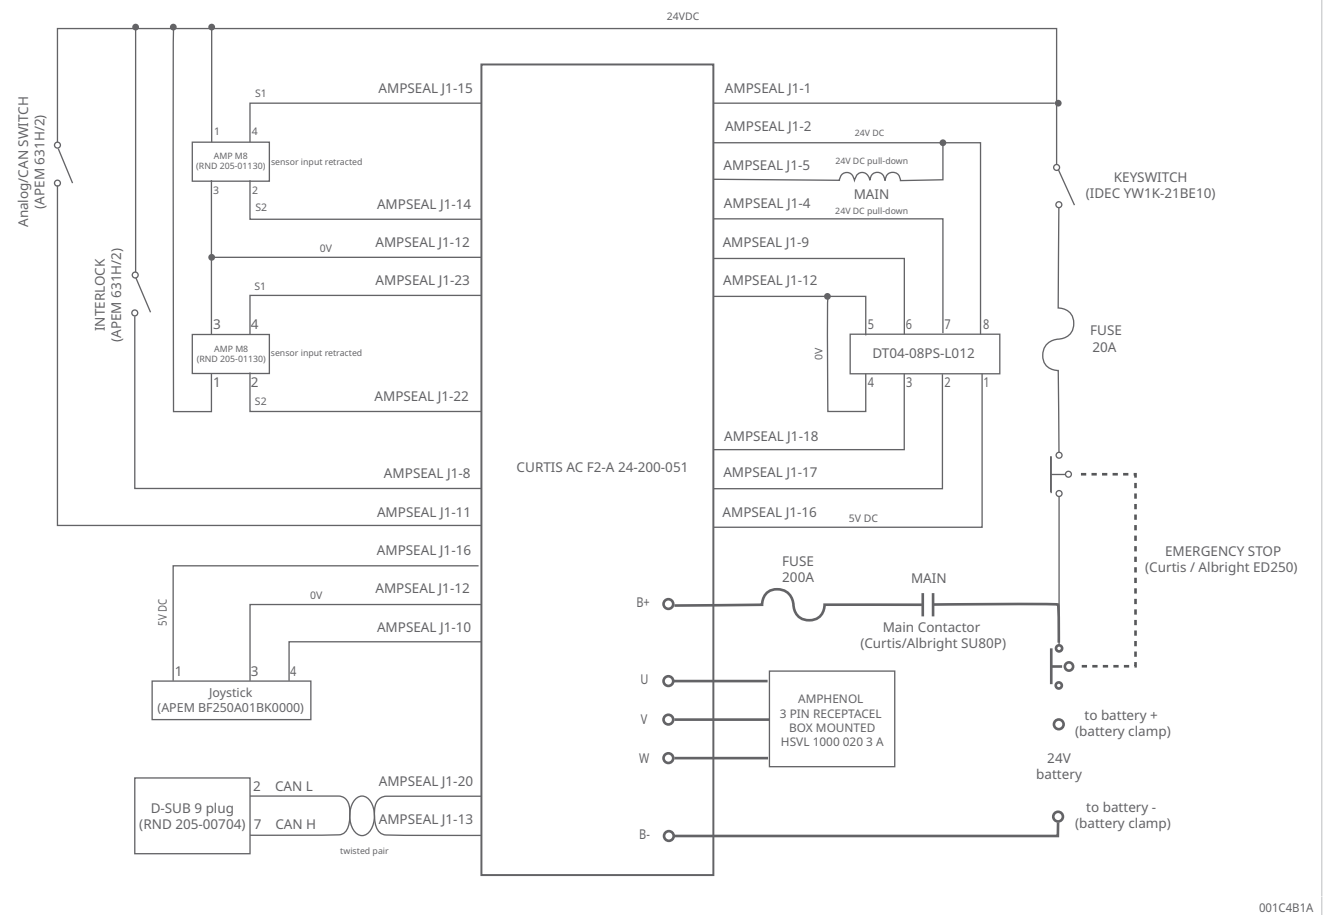 24VDC
AMPSEAL J1-15
S1
1
4
AMP M8
(RND 205-01130)
sensor input retracted
3
2
S2
AMPSEAL J1-14
AMPSEAL J1-12
0V
AMPSEAL J1-23
S1
3
4
AMP M8
(RND 205-01130)
sensor input retracted
1
2
S2
AMPSEAL J1-22
Analog/CAN SWITCH
(APEM 631H/2)
INTERLOCK
(APEM 631H/2)
AMPSEAL J1-8
AMPSEAL J1-11
AMPSEAL J1-16
AMPSEAL J1-12
0V
5V DC
AMPSEAL J1-10
1
3
4
Joystick
(APEM BF250A01BK0000)
D-SUB 9 plug
(RND 205-00704)
2
CAN L
7
CAN H
twisted pair
AMPSEAL J1-20
AMPSEAL J1-13
CURTIS AC F2-A 24-200-051
AMPSEAL J1-1
AMPSEAL J1-2
24V DC
AMPSEAL J1-5
24V DC pull-down
MAIN
AMPSEAL J1-4
24V DC pull-down
AMPSEAL J1-9
AMPSEAL J1-12
5
6
7
8
0V
DT04-08PS-L012
4
3
2
1
AMPSEAL J1-18
AMPSEAL J1-17
AMPSEAL J1-16
5V DC
KEYSWITCH
(IDEC YW1K-21BE10)
FUSE
20A
EMERGENCY STOP
(Curtis / Albright ED250)
FUSE
200A
MAIN
B+
Main Contactor
(Curtis/Albright SU80P)
U
V
W
AMPHENOL
3 PIN RECEPTACEL
BOX MOUNTED
HSVL 1000 020 3 A
to battery +
(battery clamp)
24V
battery
to battery -
(battery clamp)
B-
001C4B1A